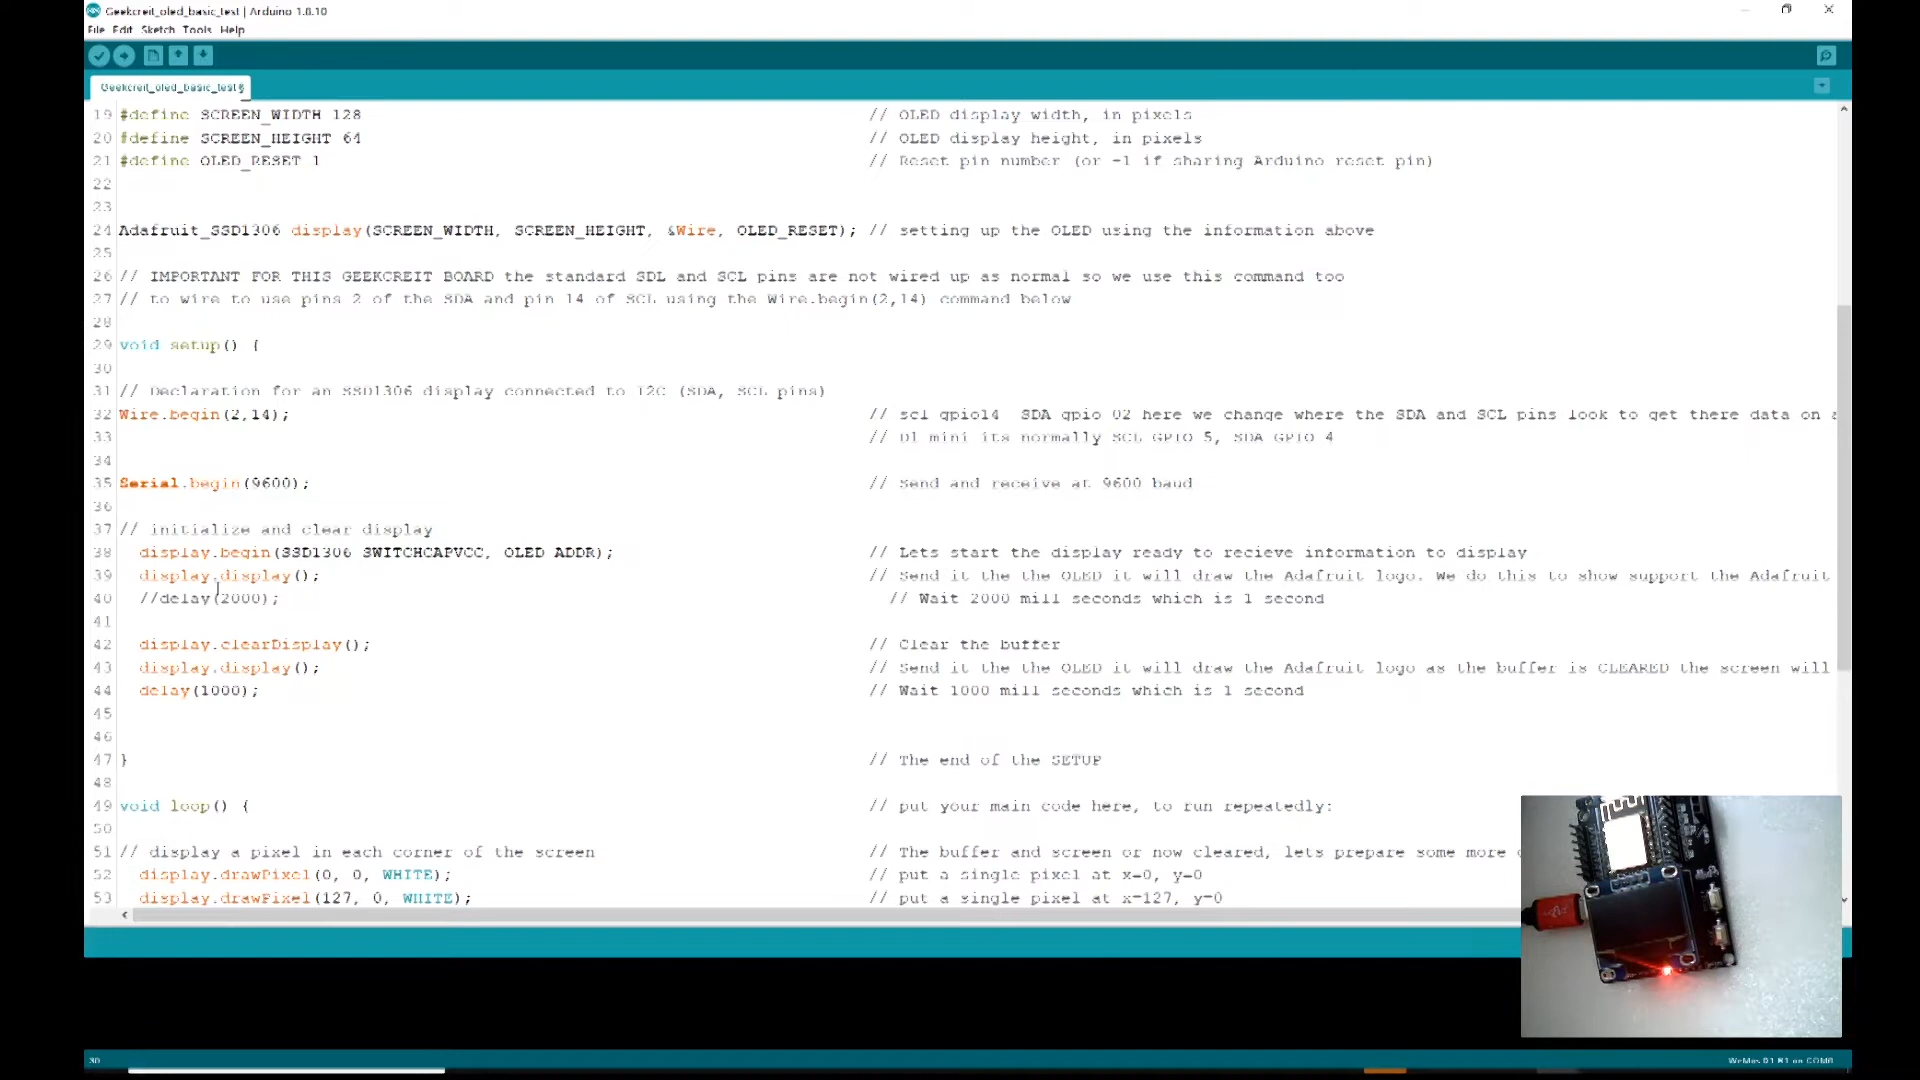 Geekcreit_oled_basic_test | Arduino 1.8.10
File Edit Sketch Tools Help
Geekcreit_oled_basic_test§
19 #define SCREEN_WIDTH 128 // OLED display width, in pixels
20 #define SCREEN_HEIGHT 64 // OLED display height, in pixels
21 #define OLED_RESET 1 // Reset pin number (or -1 if sharing Arduino reset pin)
22
23
24 Adafruit_SSD1306 display(SCREEN_WIDTH, SCREEN_HEIGHT, &Wire, OLED_RESET); // setting up the OLED using the information above
25
26 // IMPORTANT FOR THIS GEEKCREIT BOARD the standard SDL and SCL pins are not wired up as normal so we use this command too
27 // to wire to use pins 2 of the SDA and pin 14 of SCL using the Wire.begin(2,14) command below
28
29 void setup() {
30
31 // Declaration for an SSD1306 display connected to I2C (SDA, SCL pins)
32 Wire.begin(2,14); // scl gpio14 SDA gpio 02 here we change where the SDA and SCL pins look to get there data on a
33 // D1 mini its normally SCL GPIO 5, SDA GPIO 4
34
35 Serial.begin(9600); // Send and receive at 9600 baud
36
37 // initialize and clear display
38 display.begin(SSD1306_SWITCHCAPVCC, OLED_ADDR); // Lets start the display ready to recieve information to display
39 display.display(); // Send it the the OLED it will draw the Adafruit logo. We do this to show support the Adafruit
40 //delay(2000); // Wait 2000 mill seconds which is 1 second
41
42 display.clearDisplay(); // Clear the buffer
43 display.display(); // Send it the the OLED it will draw the Adafruit logo as the buffer is CLEARED the screen will
44 delay(1000); // Wait 1000 mill seconds which is 1 second
45
46
47 } // The end of the SETUP
48
49 void loop() { // put your main code here, to run repeatedly:
50
51 // display a pixel in each corner of the screen // The buffer and screen or now cleared, lets prepare some more
52 display.drawPixel(0, 0, WHITE); // put a single pixel at x=0, y=0
53 display.drawPixel(127, 0, WHITE); // put a single pixel at x=127, y=0
30